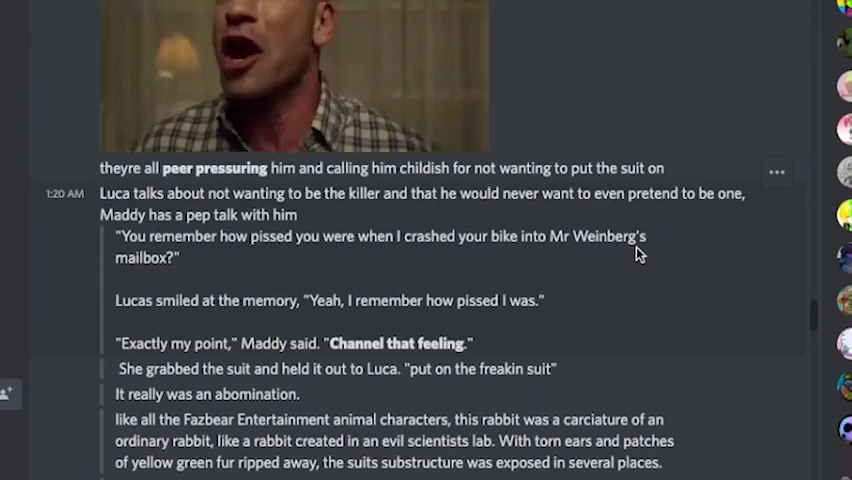 theyre all peer pressuring him and calling him childish for not wanting to put the suit on
1:20 AM
Luca talks about not wanting to be the killer and that he would never want to even pretend to be one,
Maddy has a pep talk with him
"You remember how pissed you were when I crashed your bike into Mr Weinberg's
mailbox?"
Lucas smiled at the memory, "Yeah, I remember how pissed I was."
"Exactly my point," Maddy said. "Channel that feeling."
She grabbed the suit and held it out to Luca. "put on the freakin suit"
It really was an abomination.
like all the Fazbear Entertainment animal characters, this rabbit was a carciature of an
ordinary rabbit, like a rabbit created in an evil scientists lab. With torn ears and patches
of yellow green fur ripped away, the suits substructure was exposed in several places.